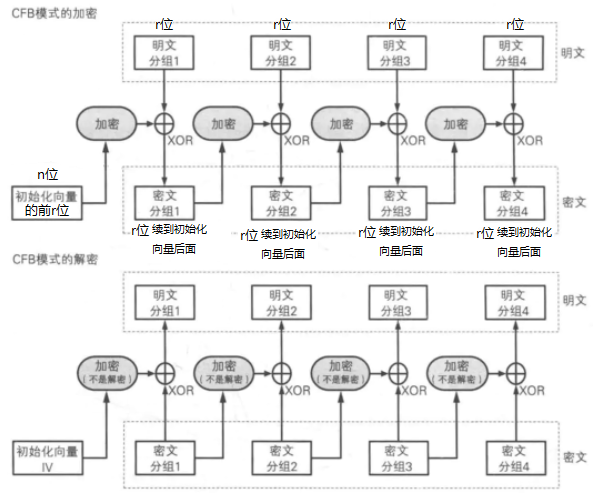 CFB模式的加密
r位 r位 r位 r位
明文
分组1
明文
分组2
明文
分组3
明文
分组4
明文
加密 加密 加密 加密
XOR XOR XOR XOR
n位
初始化向量
的前r位
密文
分组1
密文
分组2
密文
分组3
密文
分组4
密文
r位 续到初始化
向量后面
r位 续到初始化
向量后面
r位 续到初始化
向量后面
r位 续到初始化
向量后面
CFB模式的解密
明文
分组1
明文
分组2
明文
分组3
明文
分组4
明文
加密
(不是解密)
加密
(不是解密)
加密
(不是解密)
加密
(不是解密)
XOR XOR XOR XOR
初始化向量
IV
密文
分组1
密文
分组2
密文
分组3
密文
分组4
密文